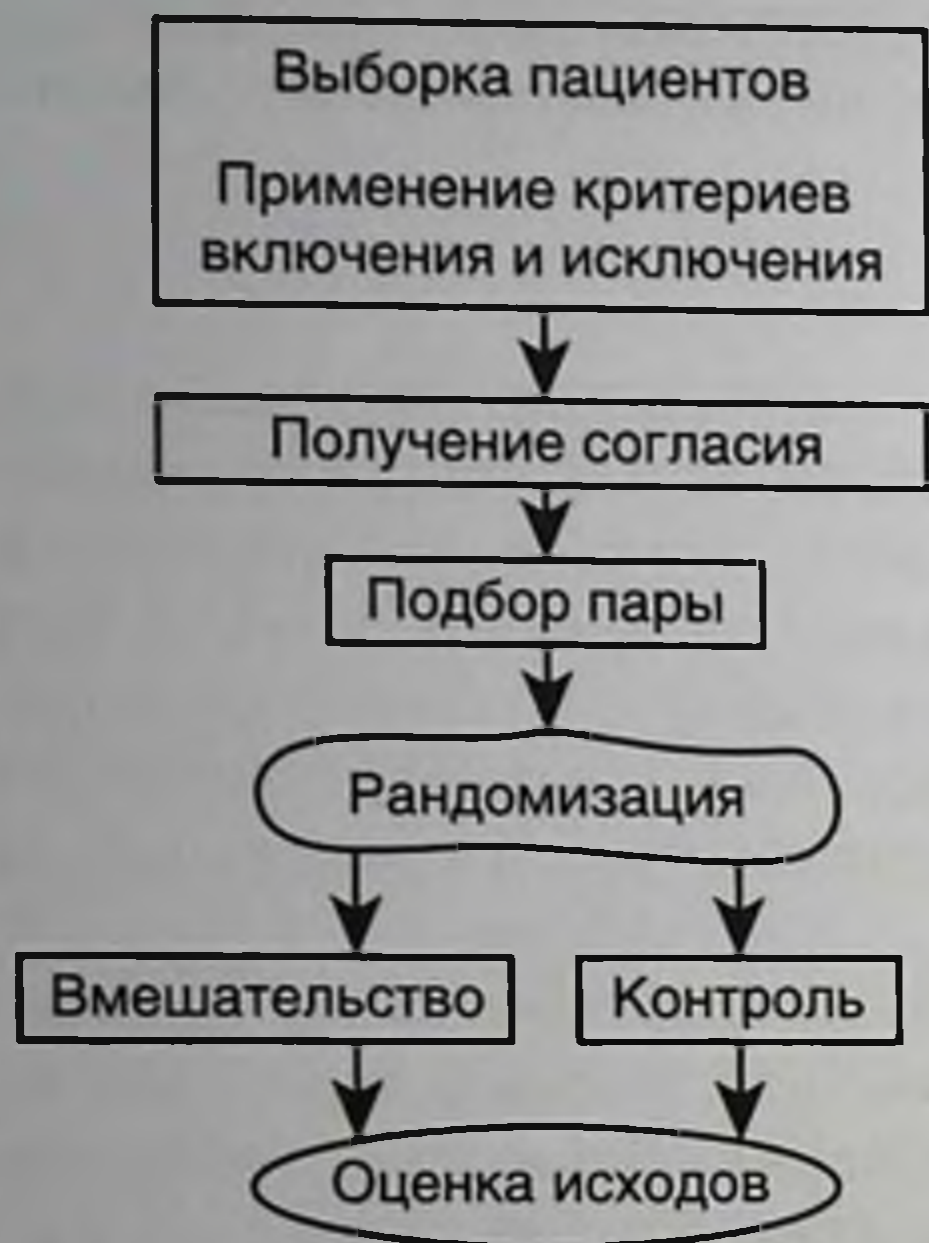 Выборка пациентов
Применение критериев
включения и исключения
Получение согласия
Подбор пары
Рандомизация
Вмешательство
Контроль
Оценка исходов